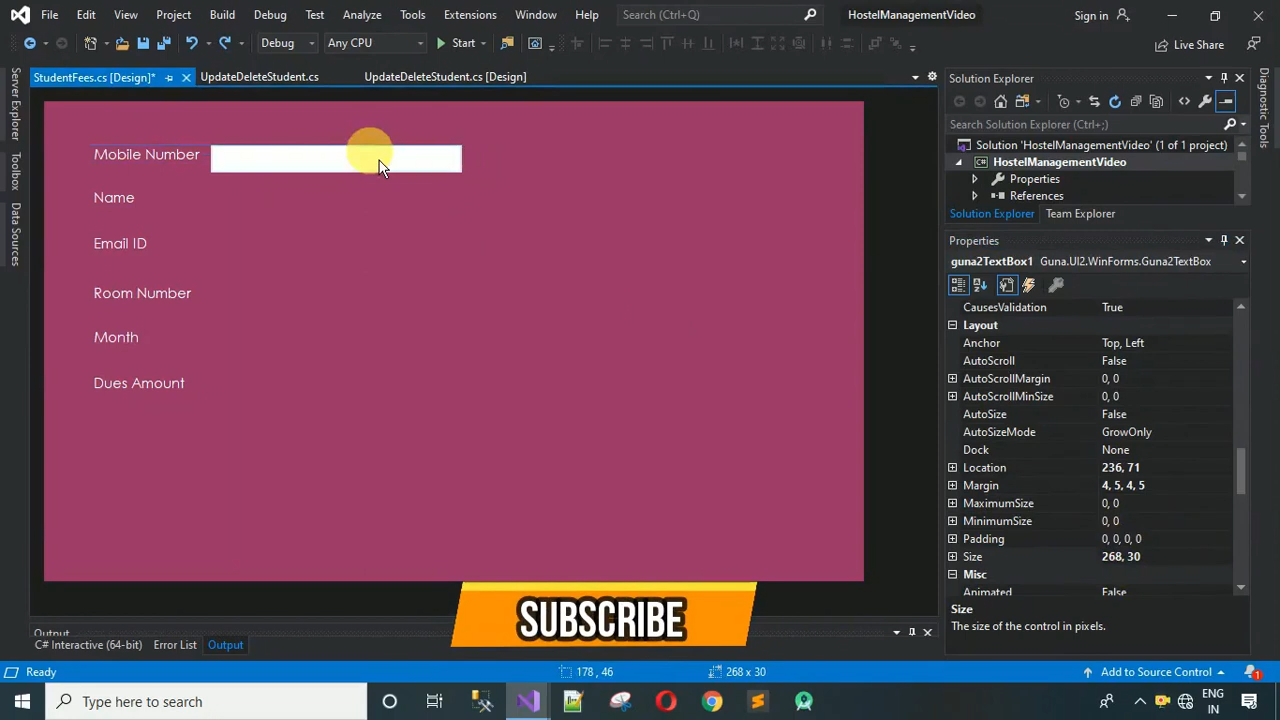 File Edit View Project Build Debug Test Analyze Tools Extensions Window Help Search (Ctrl+Q) HostelManagementVideo Sign in
Debug Any CPU Start Live Share
StudentFees.cs [Design]* UpdateDeleteStudent.cs UpdateDeleteStudent.cs [Design]
Server Explorer
Toolbox
Data Sources
Mobile Number
Name
Email ID
Room Number
Month
Dues Amount
SUBSCRIBE
Solution Explorer
Search Solution Explorer (Ctrl+;)
Solution 'HostelManagementVideo' (1 of 1 project)
C# HostelManagementVideo
Properties
References
Solution Explorer Team Explorer
Properties
guna2TextBox1 Guna.UI2.WinForms.Guna2TextBox
CausesValidation True
Layout
Anchor Top, Left
AutoScroll False
AutoScrollMargin 0, 0
AutoScrollMinSize 0, 0
AutoSize False
AutoSizeMode GrowOnly
Dock None
Location 236, 71
Margin 4, 5, 4, 5
MaximumSize 0, 0
MinimumSize 0, 0
Padding 0, 0, 0, 0
Size 268, 30
Misc
Animated False
Size
The size of the control in pixels.
Diagnostic Tools
Output
C# Interactive (64-bit) Error List Output
Ready 178 , 46 268 x 30 Add to Source Control 1
Type here to search ENG
IN